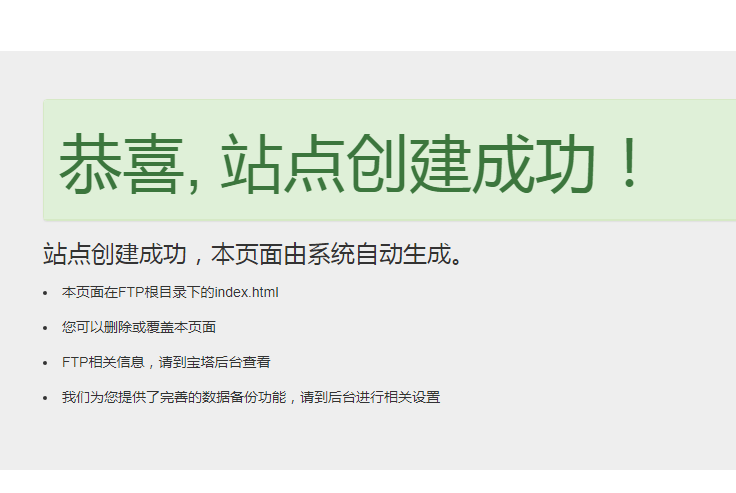 恭喜, 站点创建成功！
站点创建成功，本页面由系统自动生成。
本页面在FTP根目录下的index.html
您可以删除或覆盖本页面
FTP相关信息，请到宝塔后台查看
我们为您提供了完善的数据备份功能，请到后台进行相关设置